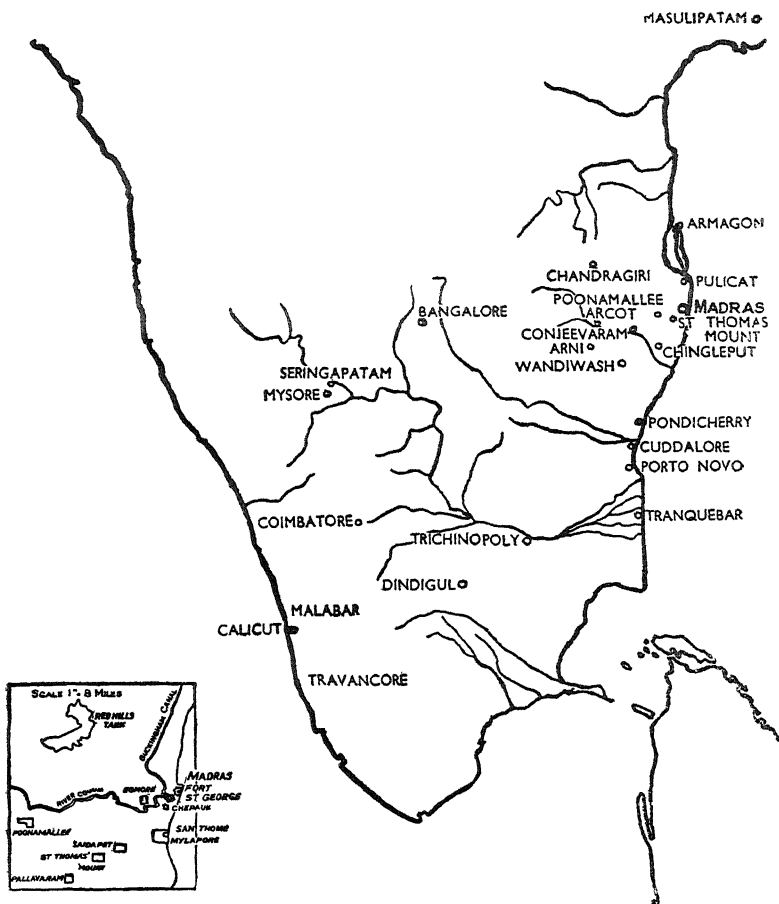 MASULIPATAM
ARMAGON
CHANDRAGIRI
PULICAT
POONAMALLEE
MADRAS
BANGALORE
ARCOT
ST THOMAS
MOUNT
CONJEEVARAM
ARNI
CHINGLEPUT
WANDIWASH
SERINGAPATAM
MYSORE
PONDICHERRY
CUDDALORE
PORTO NOVO
COIMBATORE
TRANQUEBAR
TRICHINOPOLY
DINDIGUL
MALABAR
CALICUT
TRAVANCORE
SCALE 1"= 8 MILES
RED HILLS
TANK
BUCKINGHAM CANAL
MADRAS
FORT
ST GEORGE
RIVER COOUM
EGMORE
CHEPAUK
POONAMALLEE
SAN THOME
MYLAPORE
SAIDAPET
ST THOMAS'
MOUNT
PALLAVARAM